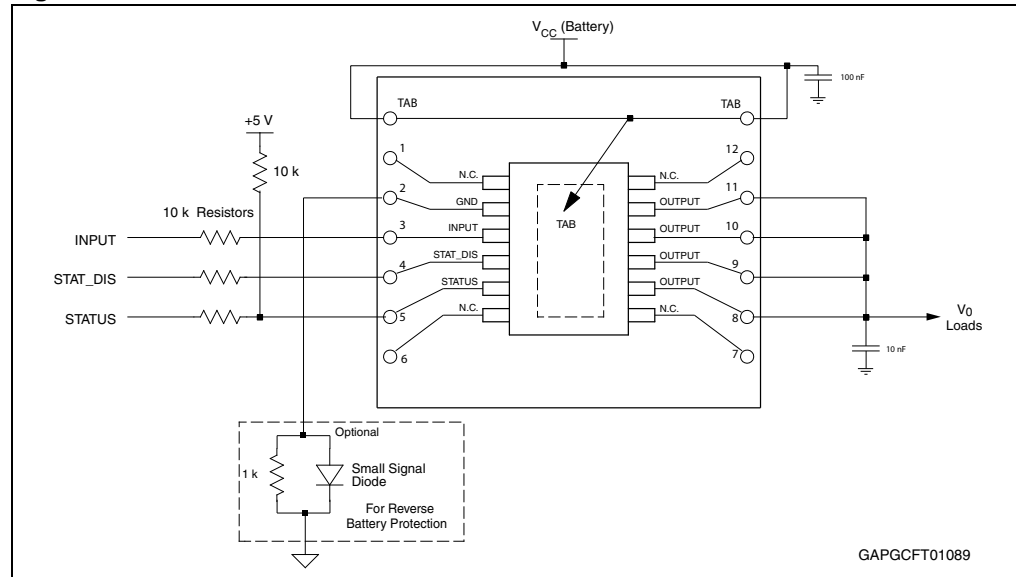 V_CC (Battery)
100 nF
TAB
TAB
+5 V
10 k
1
12
N.C.
N.C.
2
11
GND
OUTPUT
10 k Resistors
3
10
INPUT
INPUT
OUTPUT
TAB
4
9
STAT_DIS
STAT_DIS
OUTPUT
5
8
STATUS
STATUS
OUTPUT
V0
Loads
N.C.
N.C.
6
7
10 nF
Optional
1 k
Small Signal
Diode
For Reverse
Battery Protection
GAPGCFT01089